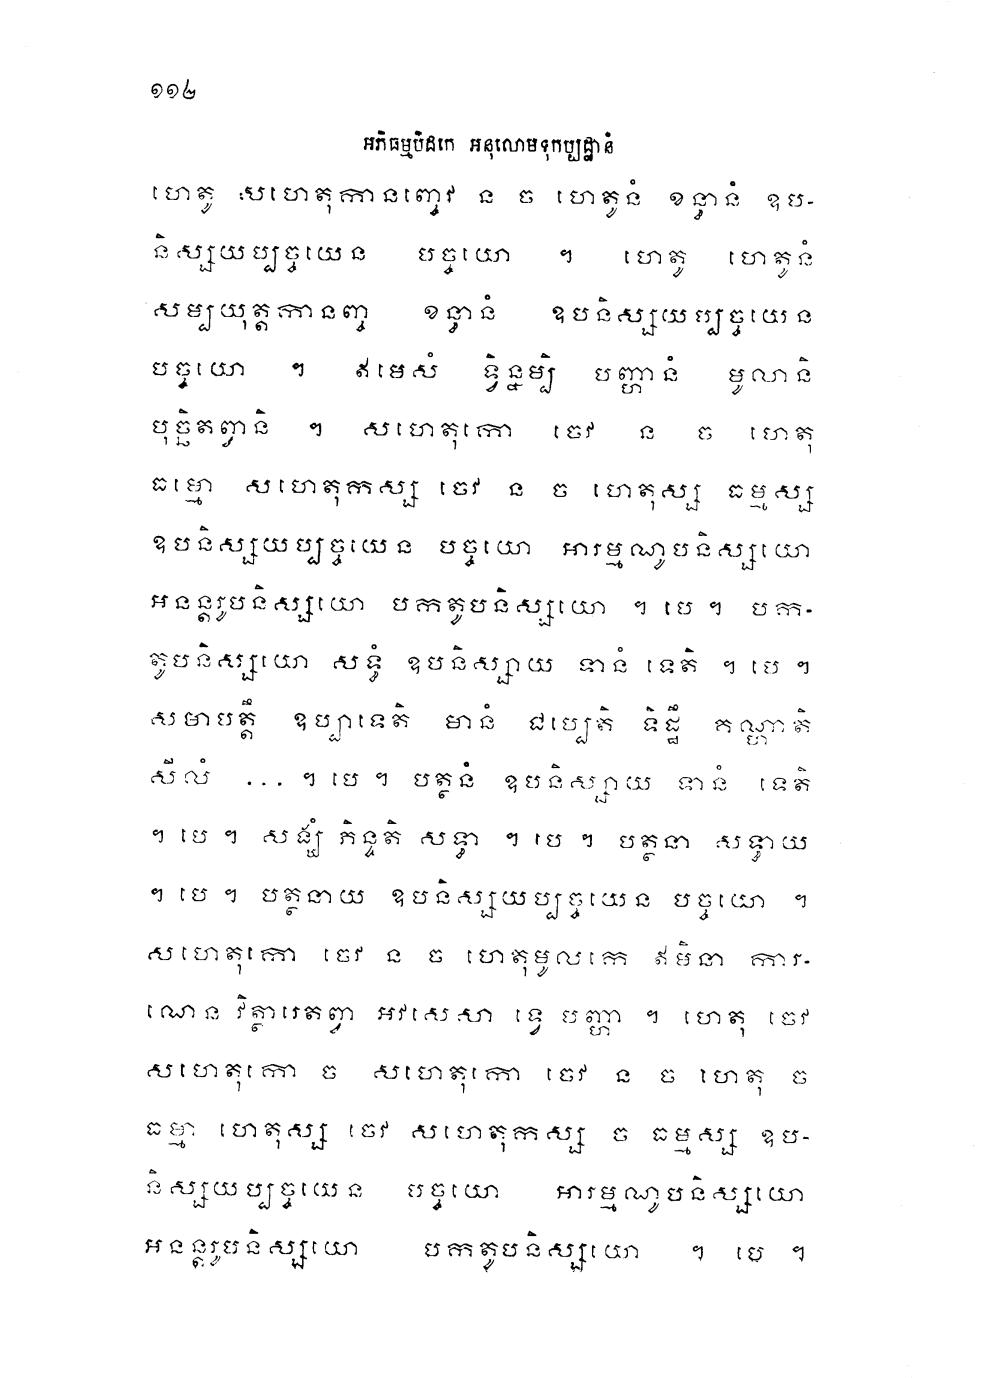 ១១៤
អភិធម្មបិដកេ អនុលោមទុកប្បដ្ឋានំ
ហេតូ សហេតុកានញ្ចេវ ន ច ហេតូនំ ខន្ធានំ ឧប-
និស្សយប្បច្ចយេន បច្ចយោ ។ ហេតូ ហេតូនំ
សម្បយុត្តកានញ្ច ខន្ធានំ ឧបនិស្សយប្បច្ចយេន
បច្ចយោ ។ ឥមេសំ ទ្វិន្នម្បិ បញ្ហានំ មូលានិ
បុច្ឆិតព្វានិ ។ សហេតុកោ ចេវ ន ច ហេតុ
ធម្មោ សហេតុកស្ស ចេវ ន ច ហេតុស្ស ធម្មស្ស
ឧបនិស្សយប្បច្ចយេន បច្ចយោ អារម្មណូបនិស្សយោ
អនន្តរូបនិស្សយោ បកតូបនិស្សយោ ។ បេ ។ បក-
តូបនិស្សយោ សទ្ធំ ឧបនិស្សាយ ទានំ ទេតិ ។ បេ ។
សមាបត្តឹ ឧប្បាទេតិ មានំ ជប្បេតិ ទិដ្ឋឹ គណ្ហាតិ
សីលំ ... ។ បេ ។ បត្ថនំ ឧបនិស្សាយ ទានំ ទេតិ
។ បេ ។ សង្ឃំ ភិន្ទតិ សទ្ធា ។ បេ ។ បត្ថនា សទ្ធាយ
។ បេ ។ បត្ថនាយ ឧបនិស្សយប្បច្ចយេន បច្ចយោ ។
សហេតុកោ ចេវ ន ច ហេតុមូលកេ ឥមិនា ការ-
ណេន វិត្ថារេតព្វា អវសេសា ទ្វេ បញ្ហា ។ ហេតុ ចេវ
សហេតុកោ ច សហេតុកោ ចេវ ន ច ហេតុ ច
ធម្មា ហេតុស្ស ចេវ សហេតុកស្ស ច ធម្មស្ស ឧប-
និស្សយប្បច្ចយេន បច្ចយោ អារម្មណូបនិស្សយោ
អនន្តរូបនិស្សយោ បកតូបនិស្សយោ ។ បេ ។